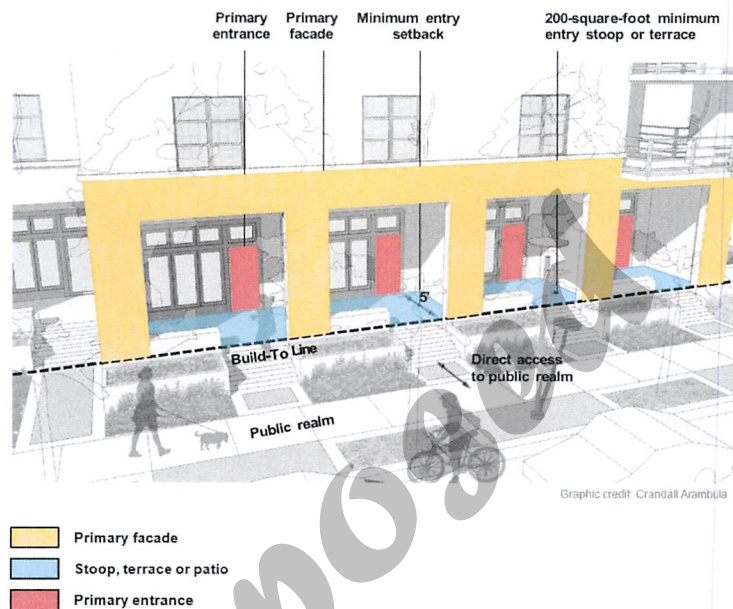 Primary entrance
Primary facade
Minimum entry setback
200-square-foot minimum entry stoop or terrace
5'
Build-To Line
Direct access to public realm
Public realm
Graphic credit: Crandall Arambula
Primary facade
Stoop, terrace or patio
Primary entrance